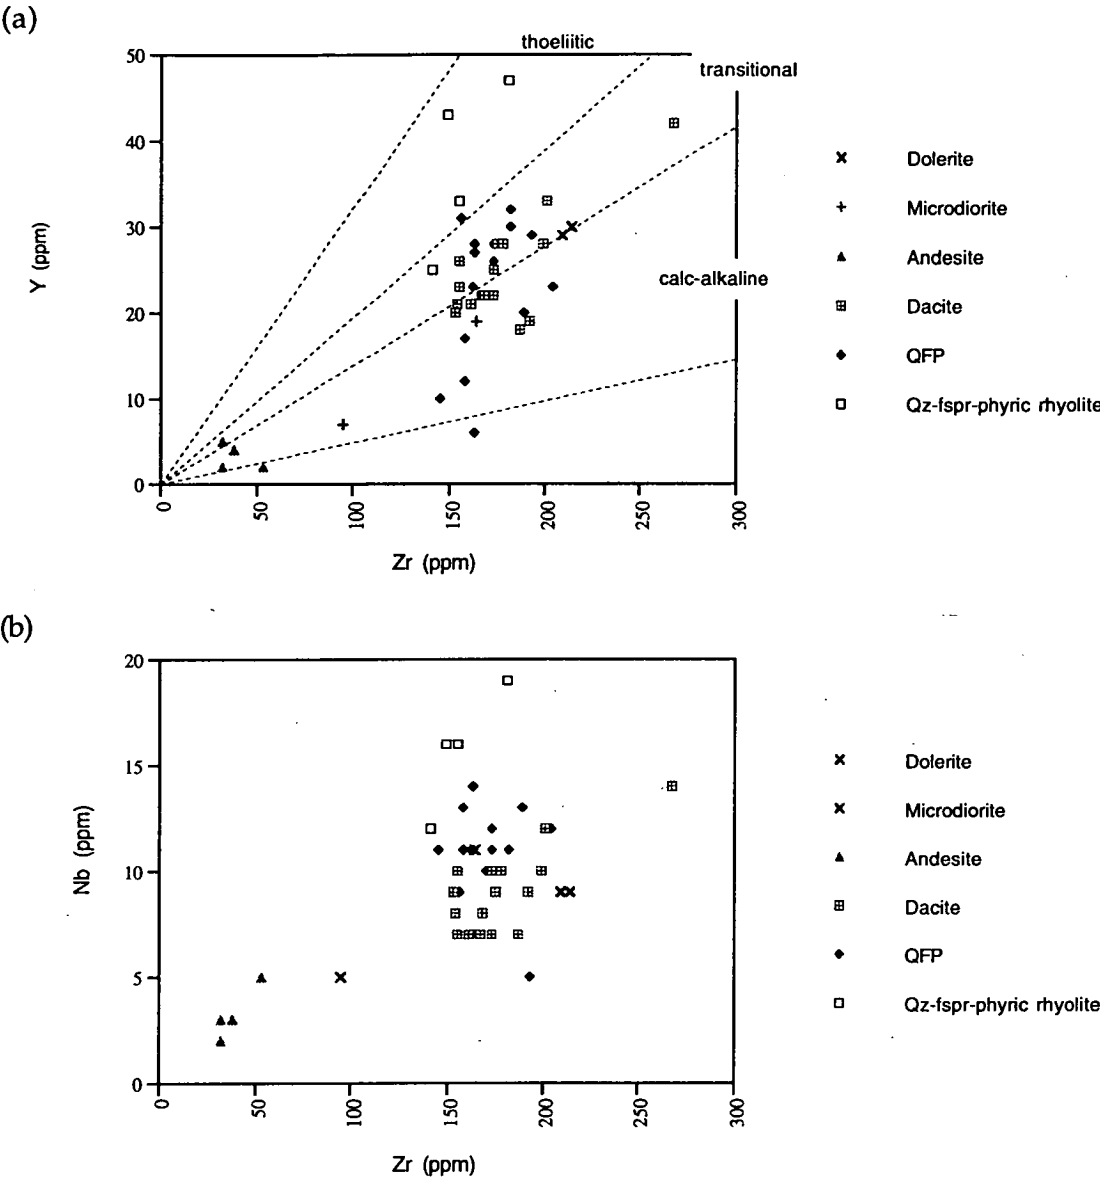 (a)
thoeliitic
transitional
calc-alkaline
50
40
30
20
10
0
Y (ppm)
0
50
100
150
200
250
300
Zr (ppm)
Dolerite
Microdiorite
Andesite
Dacite
QFP
Qz-fspr-phyric rhyolite
(b)
20
15
10
5
0
Nb (ppm)
0
50
100
150
200
250
300
Zr (ppm)
Dolerite
Microdiorite
Andesite
Dacite
QFP
Qz-fspr-phyric rhyolite